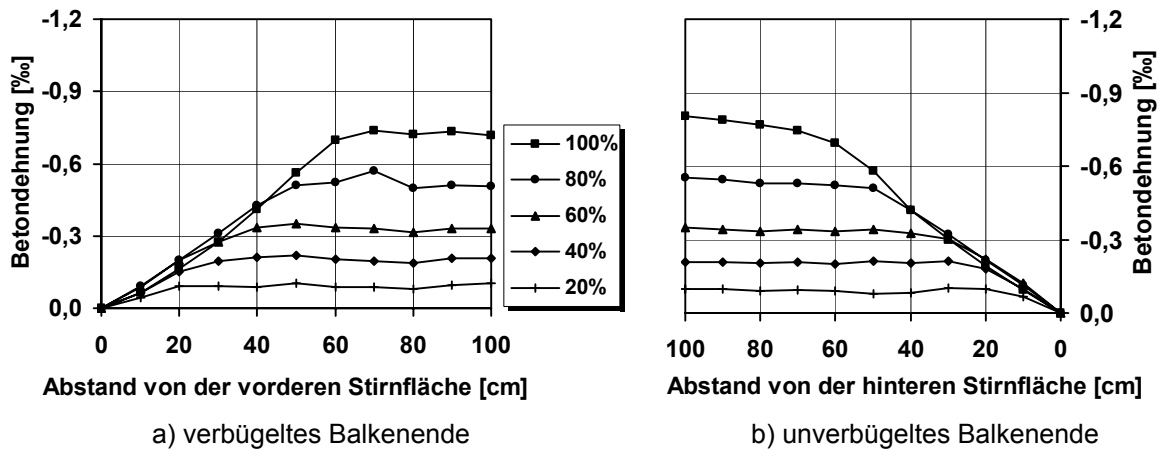 -1,2
-0,9
-0,6
-0,3
0,0
Betondehnung [‰]
0 20 40 60 80 100
Abstand von der vorderen Stirnfläche [cm]
a) verbügeltes Balkenende
100%
80%
60%
40%
20%
-1,2
-0,9
-0,6
-0,3
0,0
Betondehnung [‰]
100 80 60 40 20 0
Abstand von der hinteren Stirnfläche [cm]
b) unverbügeltes Balkenende